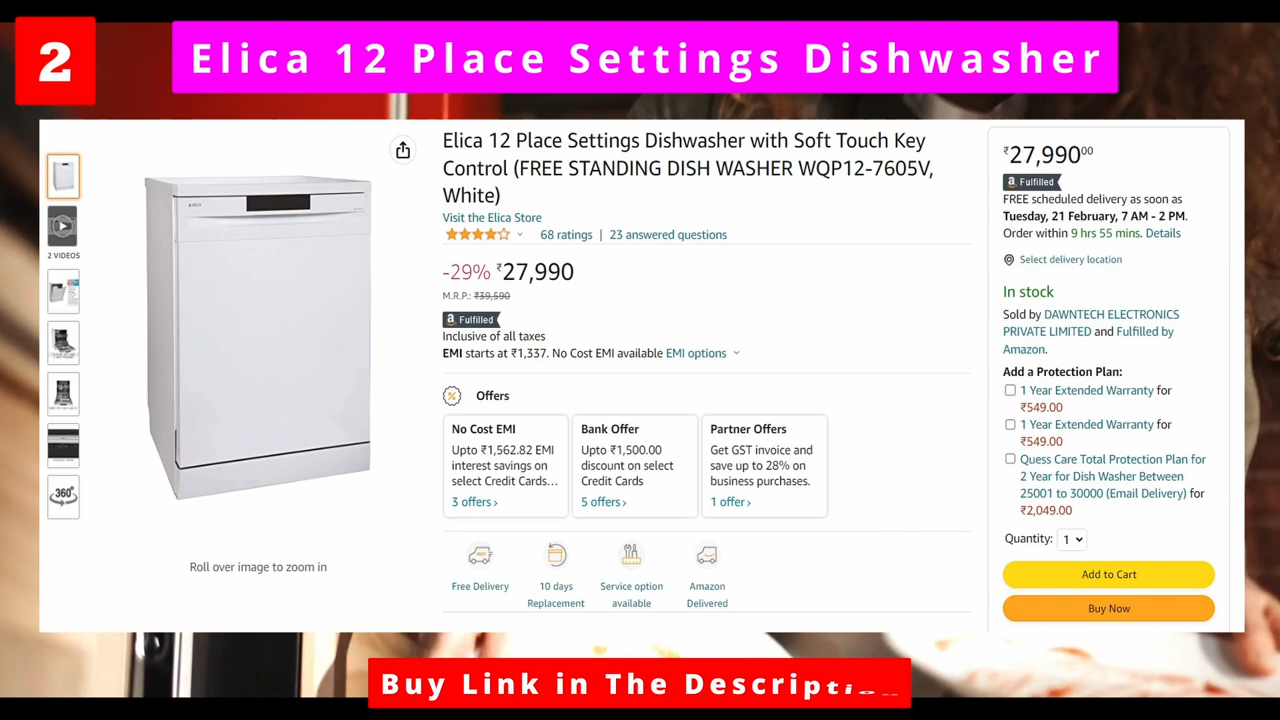 2
Elica 12 Place Settings Dishwasher
Elica 12 Place Settings Dishwasher with Soft Touch Key
Control (FREE STANDING DISH WASHER WQP12-7605V,
White)
Visit the Elica Store
68 ratings | 23 answered questions
-29% ₹27,990
M.R.P.: ₹39,590
a Fulfilled
Inclusive of all taxes
EMI starts at ₹1,337. No Cost EMI available EMI options
Offers
No Cost EMI
Upto ₹1,562.82 EMI
interest savings on
select Credit Cards…
3 offers›
Bank Offer
Upto ₹1,500.00
discount on select
Credit Cards
5 offers›
Partner Offers
Get GST invoice and
save up to 28% on
business purchases.
1 offer›
Free Delivery
10 days
Replacement
Service option
available
Amazon
Delivered
2 VIDEOS
360°
Roll over image to zoom in
₹27,99000
a Fulfilled
FREE scheduled delivery as soon as
Tuesday, 21 February, 7 AM - 2 PM.
Order within 9 hrs 55 mins. Details
Select delivery location
In stock
Sold by DAWNTECH ELECTRONICS
PRIVATE LIMITED and Fulfilled by
Amazon.
Add a Protection Plan:
1 Year Extended Warranty for
₹549.00
1 Year Extended Warranty for
₹549.00
Quess Care Total Protection Plan for
2 Year for Dish Washer Between
25001 to 30000 (Email Delivery) for
₹2,049.00
Quantity: 1
Add to Cart
Buy Now
Buy Link in The Description